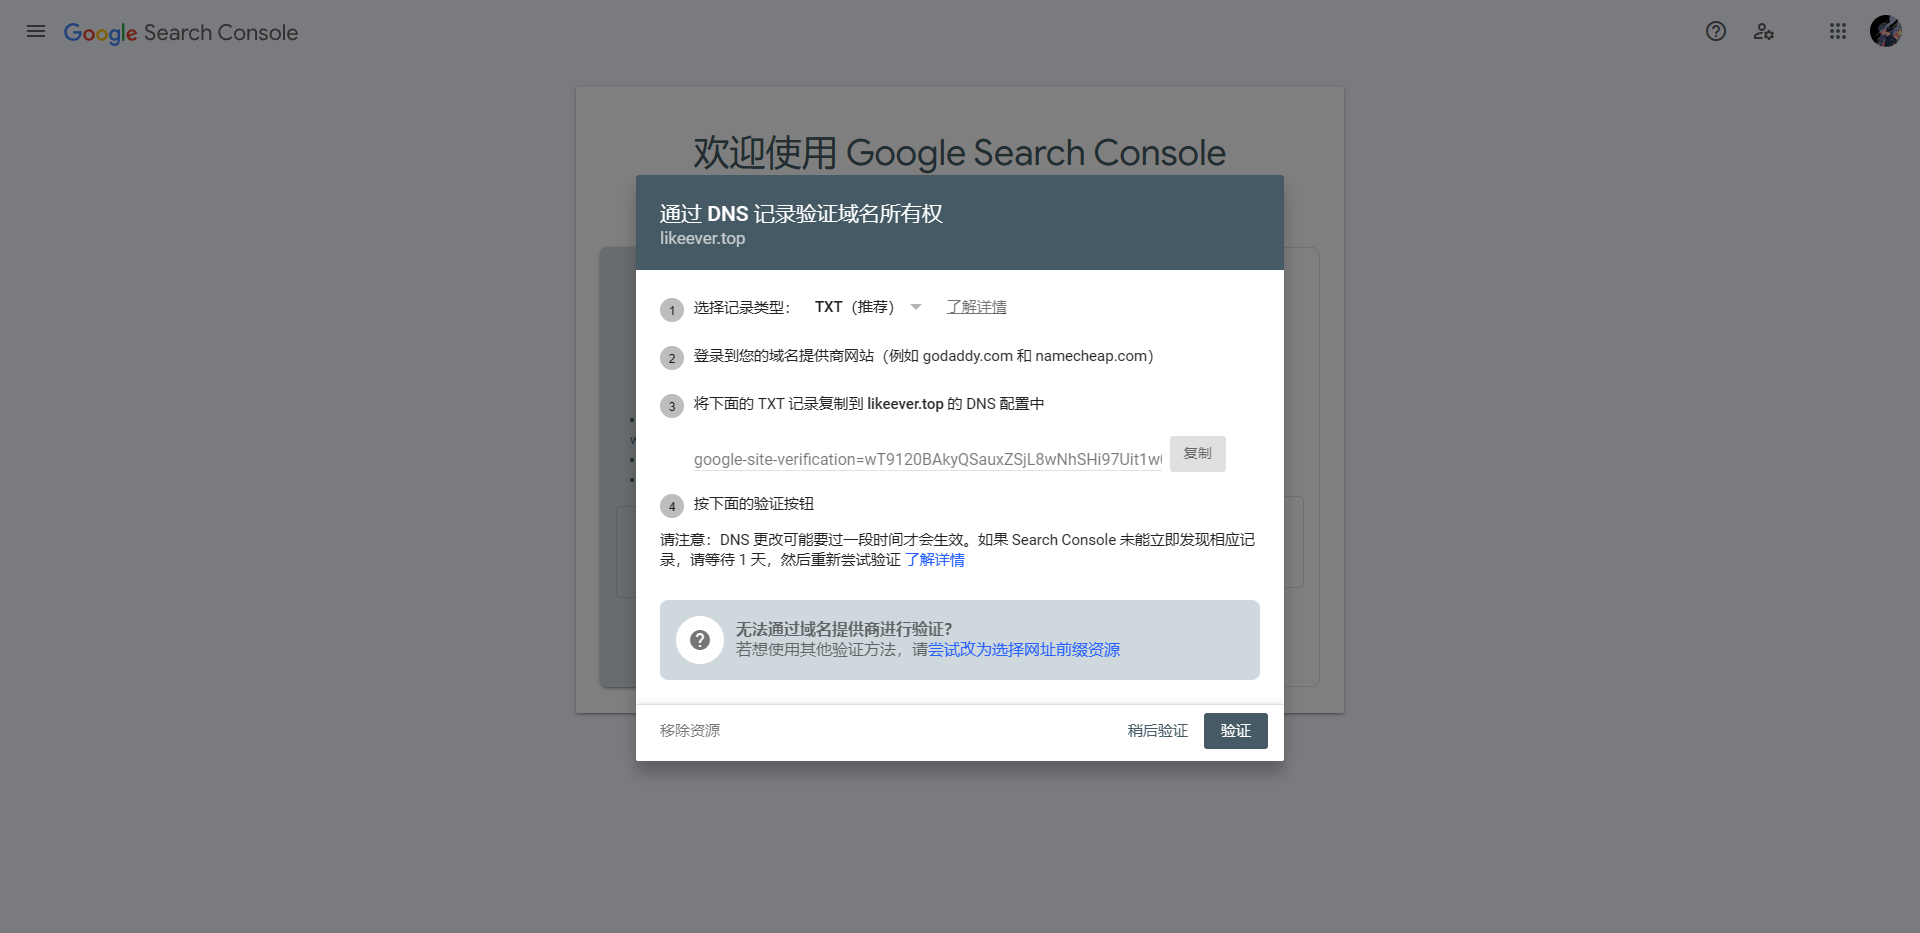 Google Search Console
欢迎使用 Google Search Console
通过 DNS 记录验证域名所有权
likeever.top
1 选择记录类型： TXT（推荐） 了解详情
2 登录到您的域名提供商网站（例如 godaddy.com 和 namecheap.com）
3 将下面的 TXT 记录复制到 likeever.top 的 DNS 配置中
google-site-verification=wT9120BAkyQSauxZSjL8wNhSHi97Uit1w 复制
4 按下面的验证按钮
请注意：DNS 更改可能要过一段时间才会生效。如果 Search Console 未能立即发现相应记
录，请等待 1 天，然后重新尝试验证 了解详情
无法通过域名提供商进行验证?
若想使用其他验证方法，请尝试改为选择网址前缀资源
移除资源 稍后验证 验证